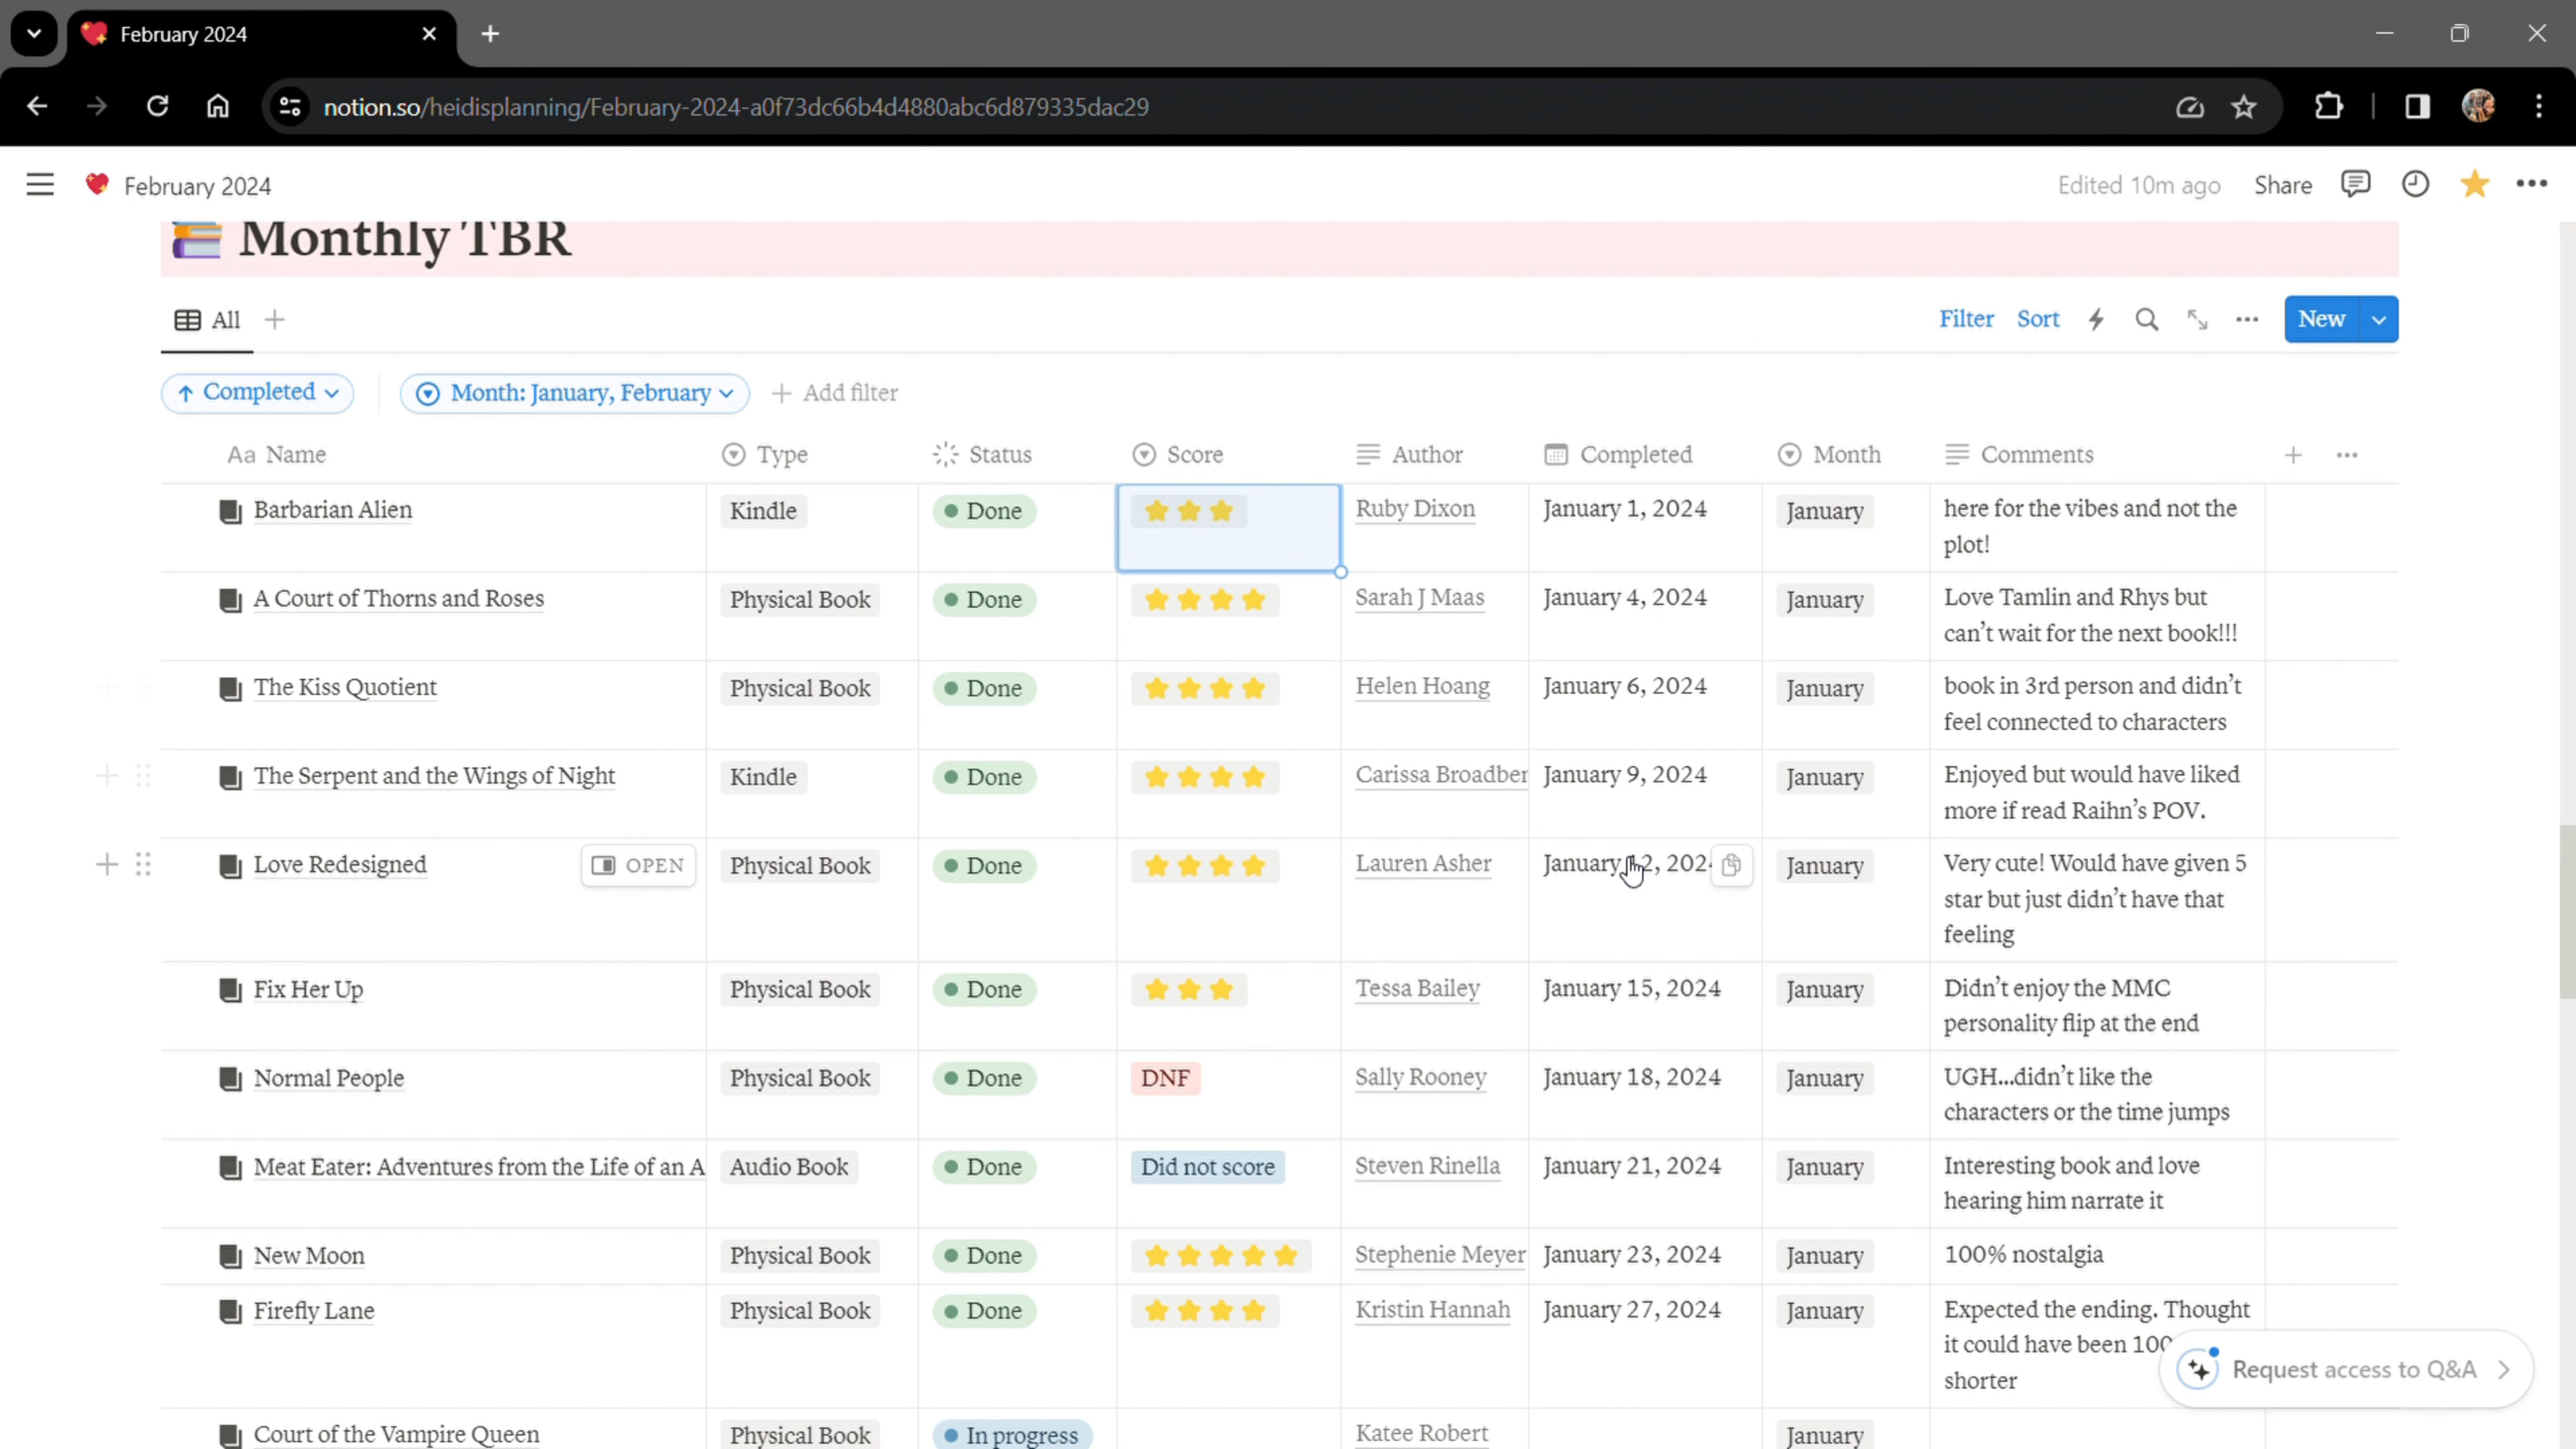 February 2024
notion.so/heidisplanning/February-2024-a0f73dc66b4d4880abc6d879335dac29
February 2024
Edited 10m ago Share
Monthly TBR
All
Filter Sort New
Completed Month: January, February Add filter
Aa Name Type Status Score Author Completed Month Comments
Barbarian Alien Kindle Done Ruby Dixon January 1, 2024 January here for the vibes and not the
plot!
A Court of Thorns and Roses Physical Book Done Sarah J Maas January 4, 2024 January Love Tamlin and Rhys but
can't wait for the next book!!!
The Kiss Quotient Physical Book Done Helen Hoang January 6, 2024 January book in 3rd person and didn't
feel connected to characters
The Serpent and the Wings of Night Kindle Done Carissa Broadber January 9, 2024 January Enjoyed but would have liked
more if read Raihn's POV.
Love Redesigned OPEN Physical Book Done Lauren Asher January 12, 2024 January Very cute! Would have given 5
star but just didn't have that
feeling
Fix Her Up Physical Book Done Tessa Bailey January 15, 2024 January Didn't enjoy the MMC
personality flip at the end
Normal People Physical Book Done DNF Sally Rooney January 18, 2024 January UGH...didn't like the
characters or the time jumps
Meat Eater: Adventures from the Life of an A Audio Book Done Did not score Steven Rinella January 21, 2024 January Interesting book and love
hearing him narrate it
New Moon Physical Book Done Stephenie Meyer January 23, 2024 January 100% nostalgia
Firefly Lane Physical Book Done Kristin Hannah January 27, 2024 January Expected the ending. Thought
it could have been 100
shorter
Request access to Q&A
Court of the Vampire Queen Physical Book In progress Katee Robert January